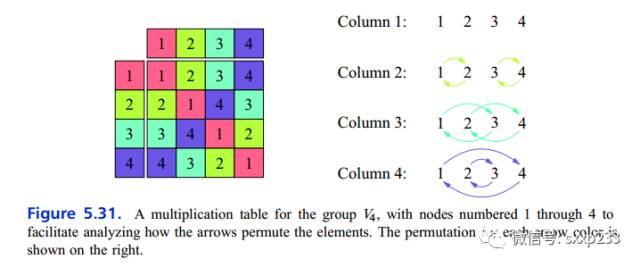 1 2 3 4
1 1 2 3 4
2 2 1 4 3
3 3 4 1 2
4 4 3 2 1
Column 1: 1 2 3 4
Column 2: 1 2 3 4
Column 3: 1 2 3 4
Column 4: 1 2 3 4
Figure 5.31. A multiplication table for the group V₄, with nodes numbered 1 through 4 to
facilitate analyzing how the arrows permute the elements. The permutation each arrow color is
shown on the right.
微信号: sxxp233